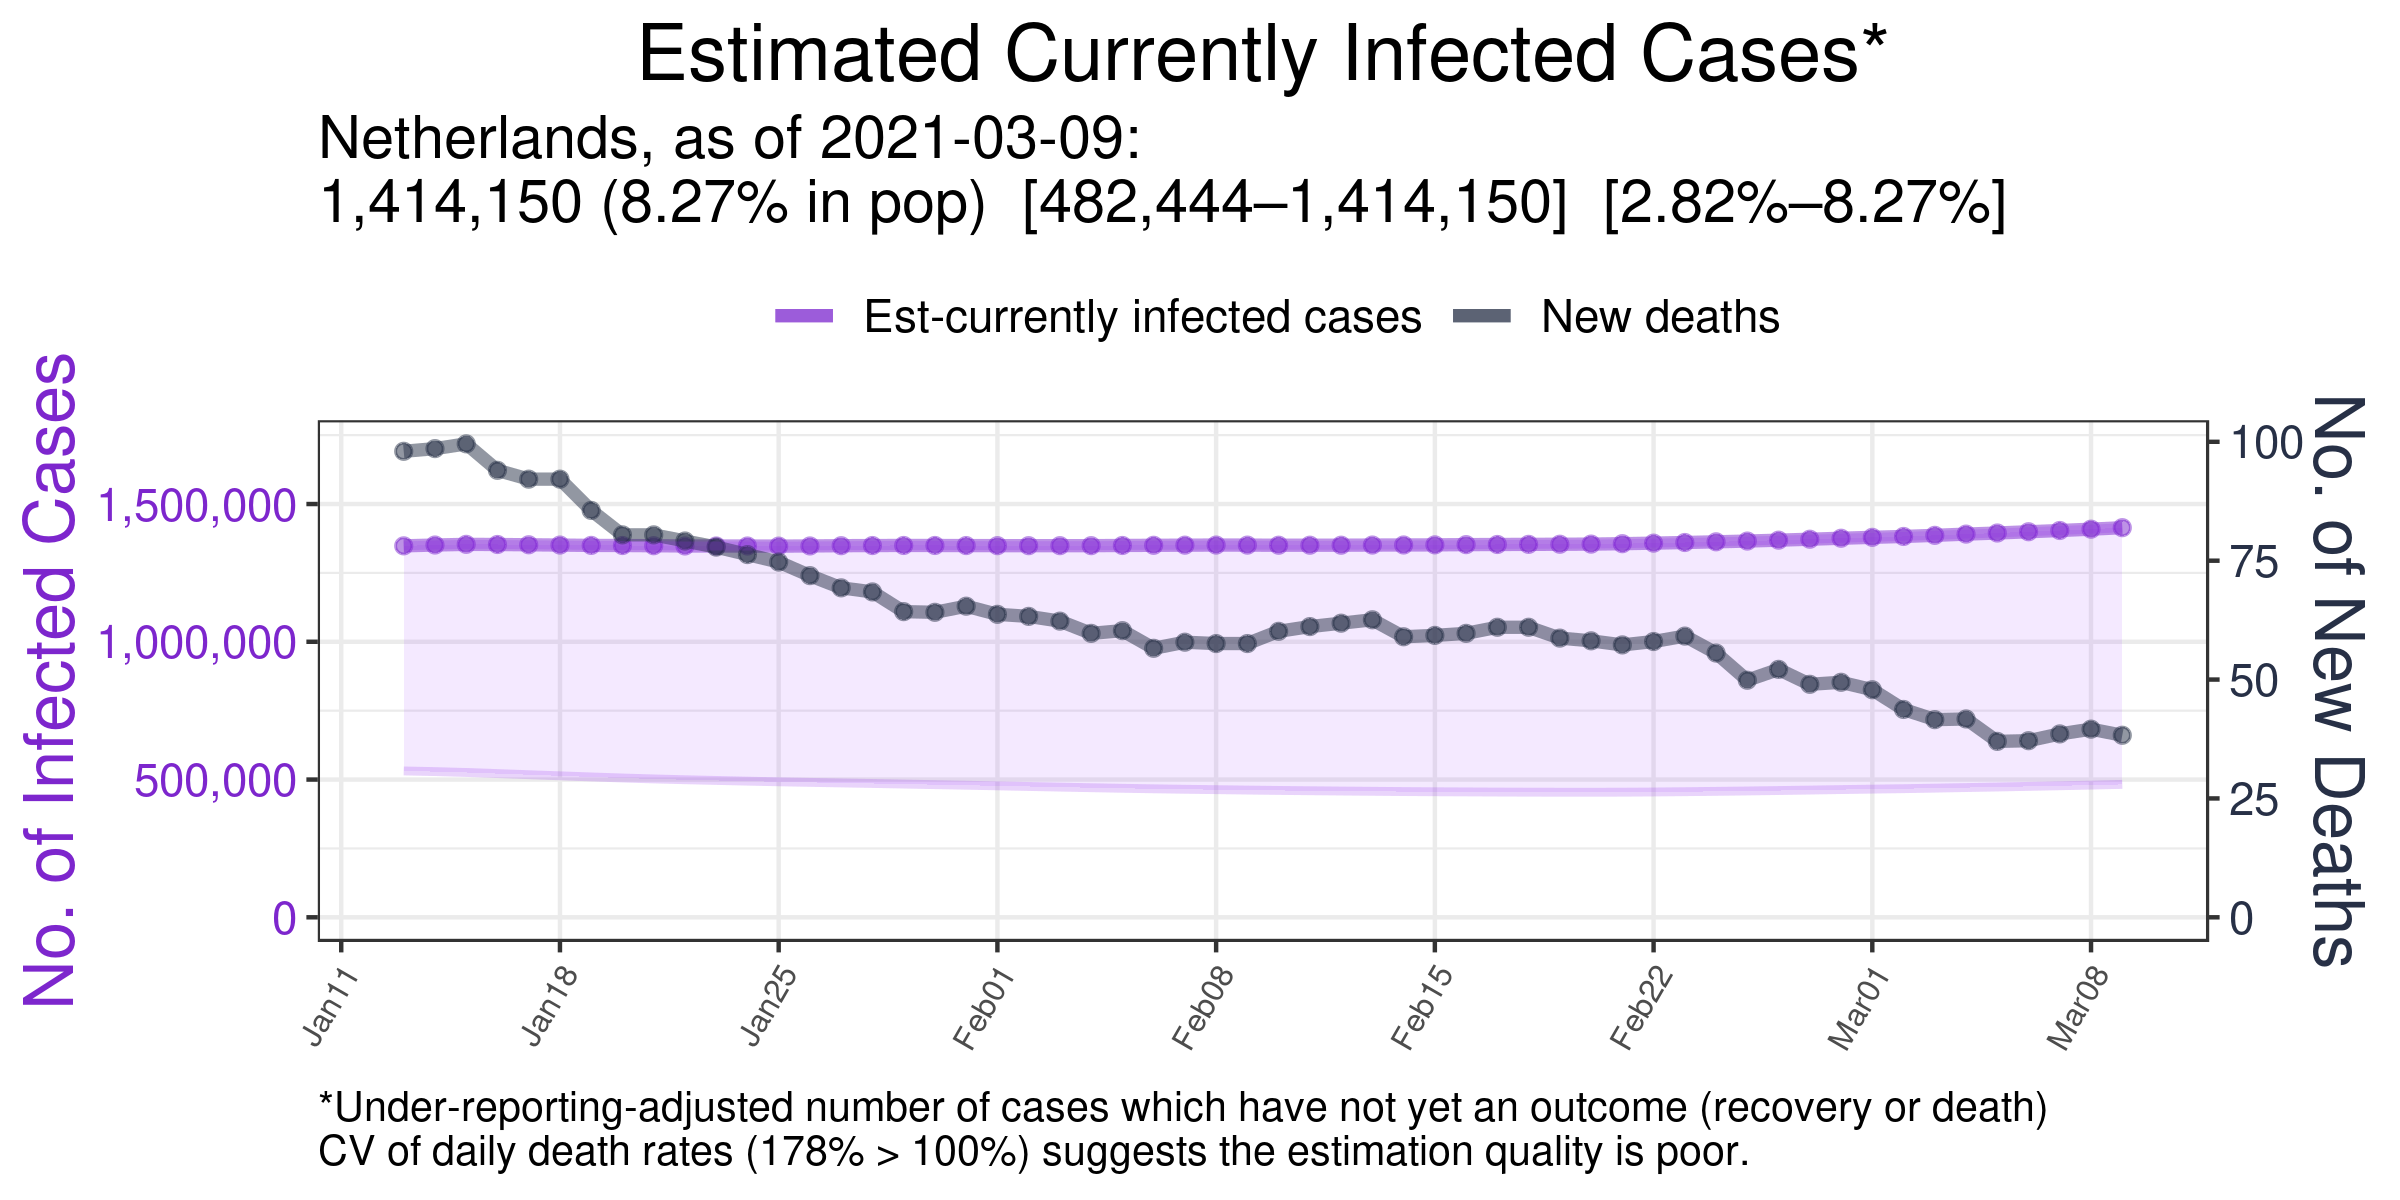 Estimated Currently Infected Cases*
Netherlands, as of 2021-03-09:
1,414,150 (8.27% in pop) [482,444–1,414,150] [2.82%–8.27%]
Est-currently infected cases
New deaths
No. of Infected Cases
1,500,000
1,000,000
500,000
0
100
75
50
25
0
No. of New Deaths
Jan11
Jan18
Jan25
Feb01
Feb08
Feb15
Feb22
Mar01
Mar08
*Under-reporting-adjusted number of cases which have not yet an outcome (recovery or death)
CV of daily death rates (178% > 100%) suggests the estimation quality is poor.